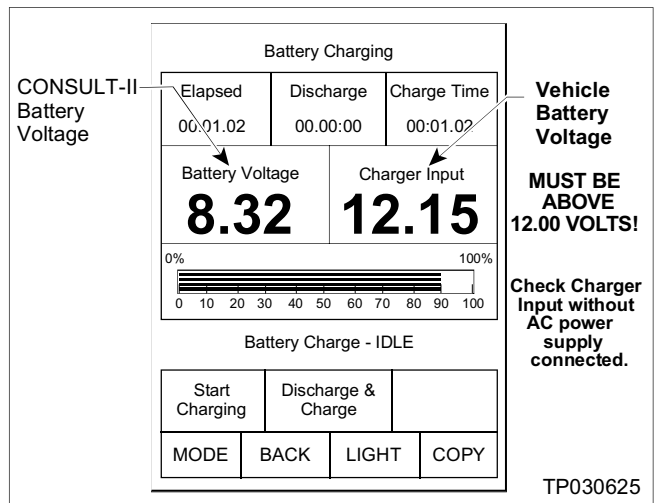 Battery Charging
CONSULT-II
Battery
Voltage
Elapsed
Discharge
Charge Time
00:01.02
00.00:00
00:01.02
Vehicle
Battery
Voltage
Battery Voltage
Charger Input
8.32
12.15
MUST BE
ABOVE
12.00 VOLTS!
0%
100%
0 10 20 30 40 50 60 70 80 90 100
Check Charger
Input without
AC power
supply
connected.
Battery Charge - IDLE
Start
Charging
Discharge &
Charge
MODE
BACK
LIGHT
COPY
TP030625